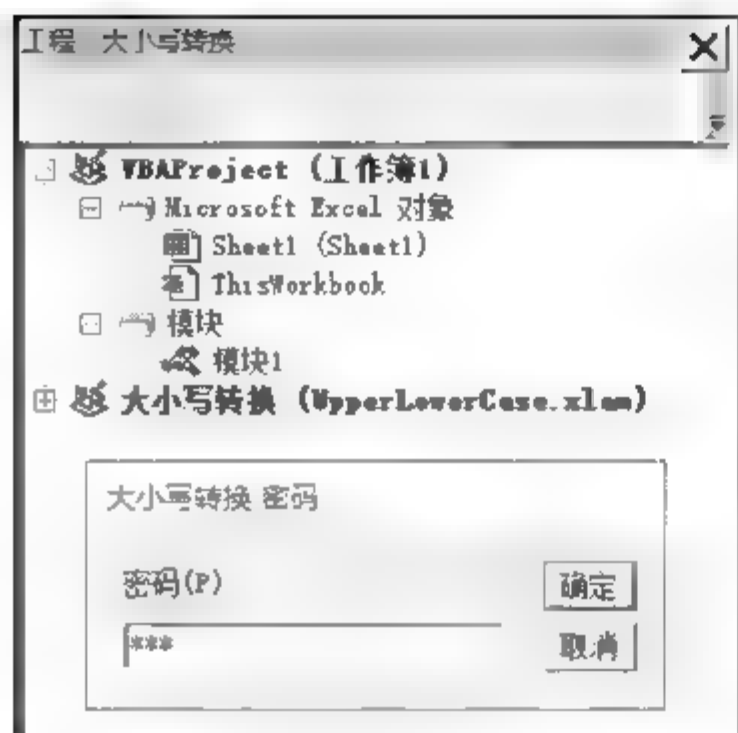 工程 大小写转换
VBAProject (工作簿1)
Microsoft Excel 对象
Sheet1 (Sheet1)
ThisWorkbook
模块
模块1
大小写转换 (UpperLowerCase.xlam)
大小写转换 密码
密码(P)
确定
***
取消